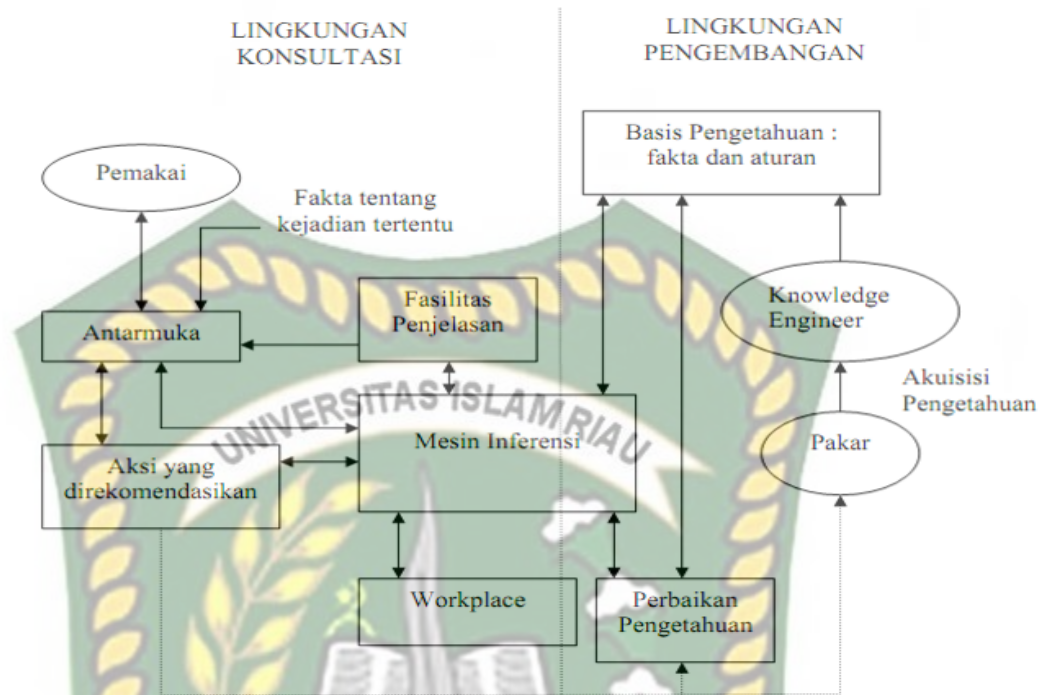 LINGKUNGAN
KONSULTASI
LINGKUNGAN
PENGEMBANGAN
Basis Pengetahuan :
fakta dan aturan
Pemakai
Fakta tentang
kejadian tertentu
Fasilitas
Penjelasan
Knowledge
Engineer
Antarmuka
Akuisisi
Pengetahuan
UNIVERSITAS ISLAM RIAU
Mesin Inferensi
Pakar
Aksi yang
direkomendasikan
Workplace
Perbaikan
Pengetahuan